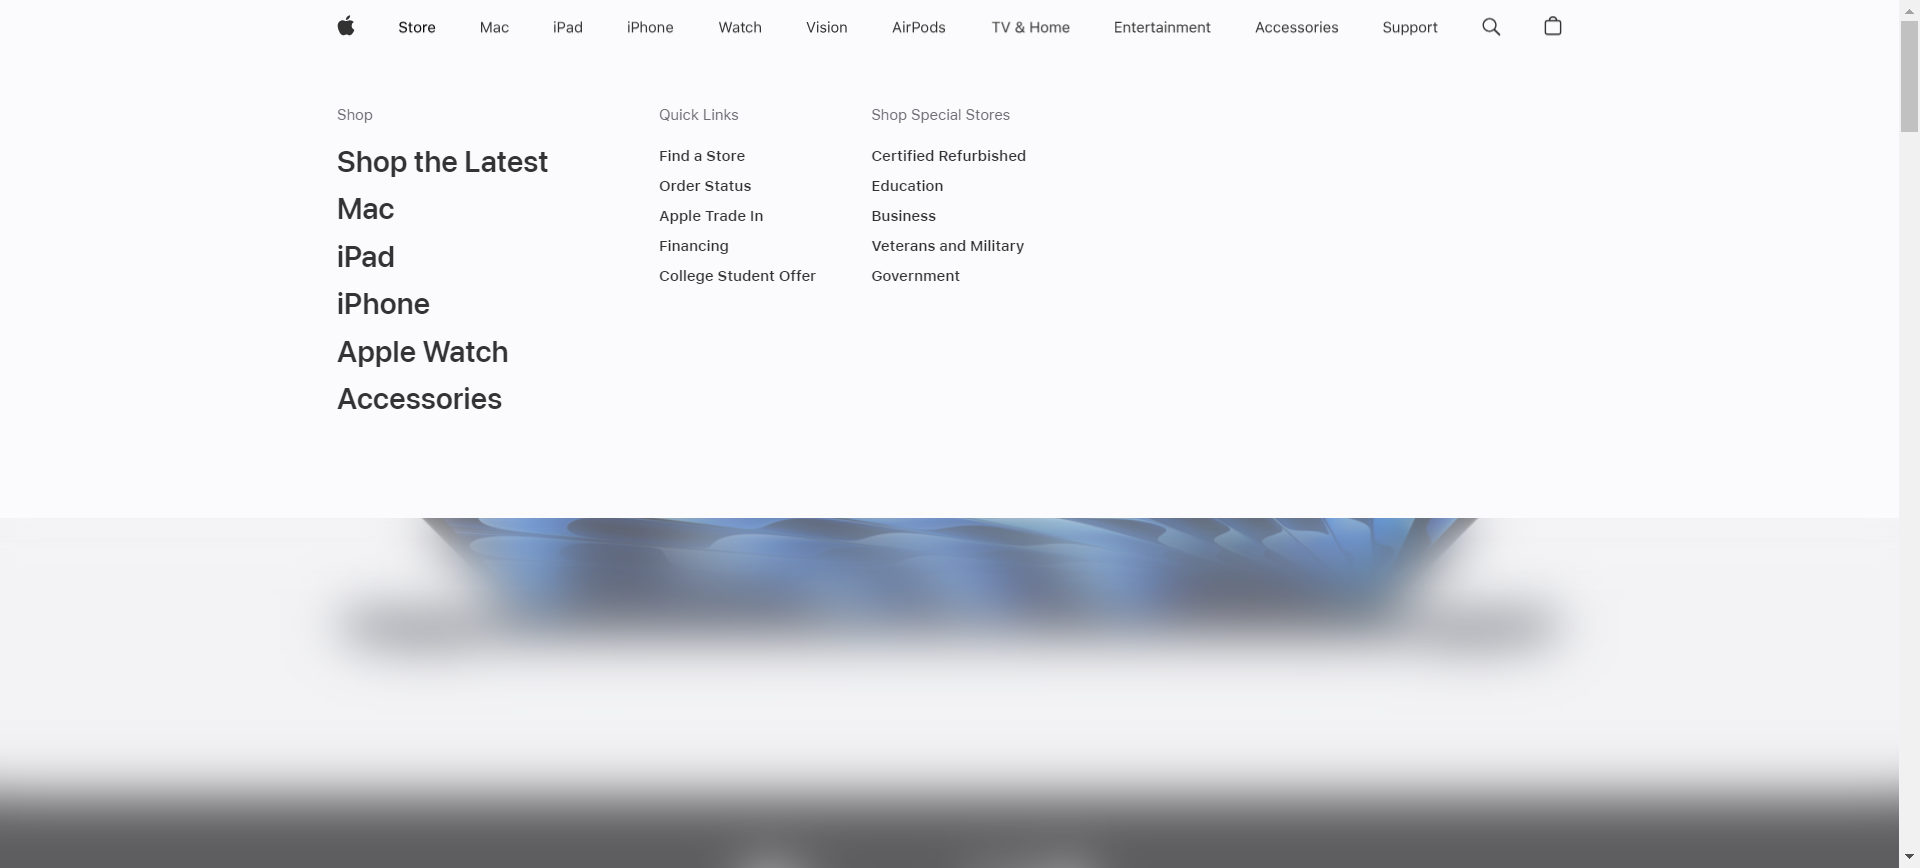 Store Mac iPad iPhone Watch Vision AirPods TV & Home Entertainment Accessories Support
Shop
Shop the Latest
Mac
iPad
iPhone
Apple Watch
Accessories
Quick Links
Find a Store
Order Status
Apple Trade In
Financing
College Student Offer
Shop Special Stores
Certified Refurbished
Education
Business
Veterans and Military
Government